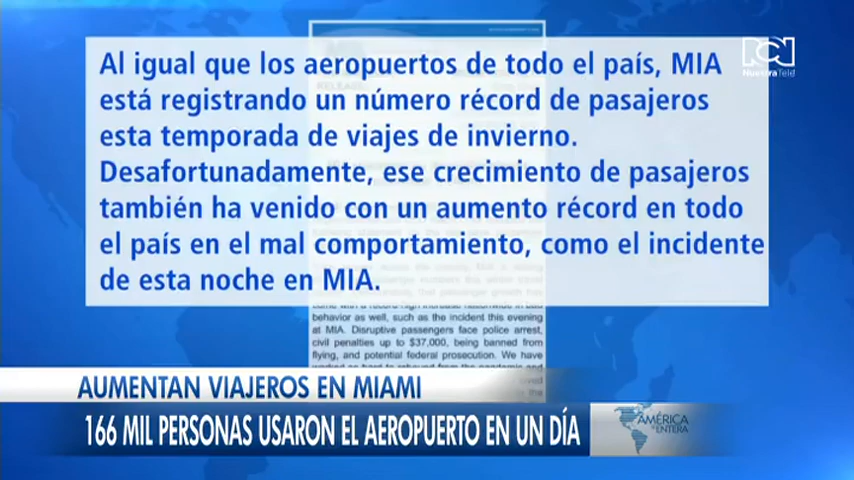 RCN
Nuestra Tele
Al igual que los aeropuertos de todo el país, MIA
está registrando un número récord de pasajeros
esta temporada de viajes de invierno.
Desafortunadamente, ese crecimiento de pasajeros
también ha venido con un aumento récord en todo
el país en el mal comportamiento, como el incidente
de esta noche en MIA.
behavior as well, such as the incident this evening
at MIA. Disruptive passengers face police arrest,
civil penalties up to $37,000, being banned from
flying, and potential federal prosecution. We have
AUMENTAN VIAJEROS EN MIAMI
166 MIL PERSONAS USARON EL AEROPUERTO EN UN DÍA
AMÉRICA
ENTERA